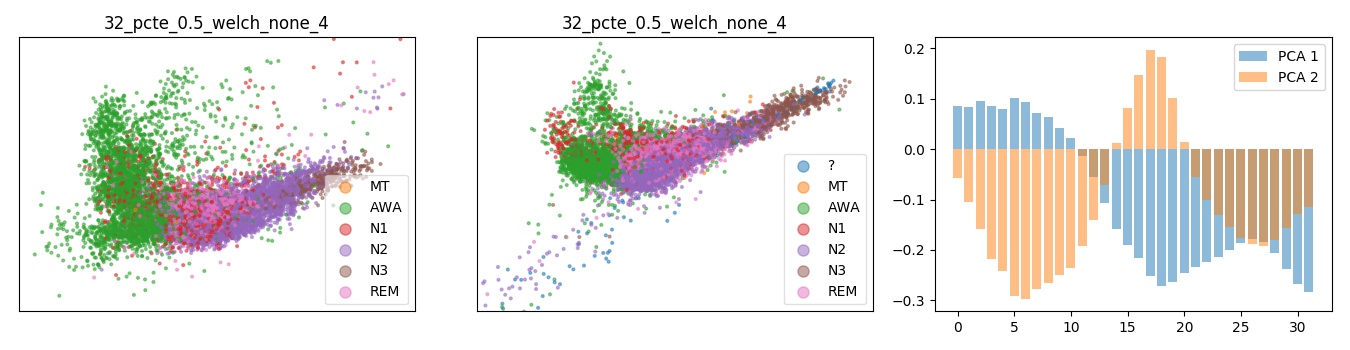 32_pcte_0.5_welch_none_4
MT
AWA
N1
N2
N3
REM
32_pcte_0.5_welch_none_4
?
MT
AWA
N1
N2
N3
REM
0.2
0.1
0.0
−0.1
−0.2
−0.3
0
5
10
15
20
25
30
PCA 1
PCA 2